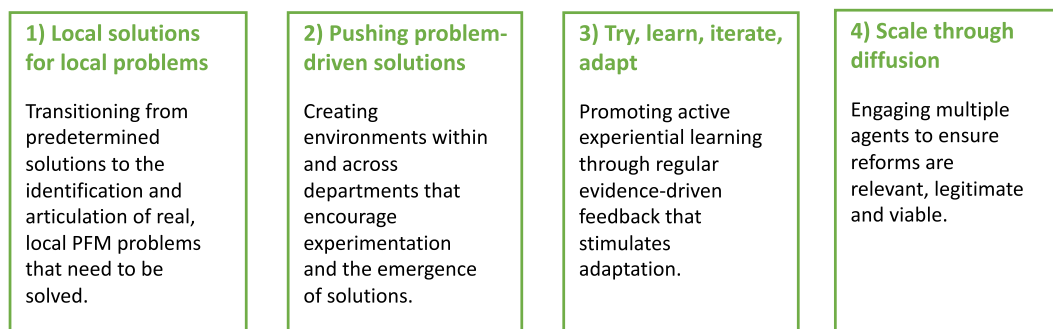 1) Local solutions
for local problems
Transitioning from
predetermined
solutions to the
identification and
articulation of real,
local PFM problems
that need to be
solved.
2) Pushing problem-
driven solutions
Creating
environments within
and across
departments that
encourage
experimentation
and the emergence
of solutions.
3) Try, learn, iterate,
adapt
Promoting active
experiential learning
through regular
evidence-driven
feedback that
stimulates
adaptation.
4) Scale through
diffusion
Engaging multiple
agents to ensure
reforms are
relevant, legitimate
and viable.